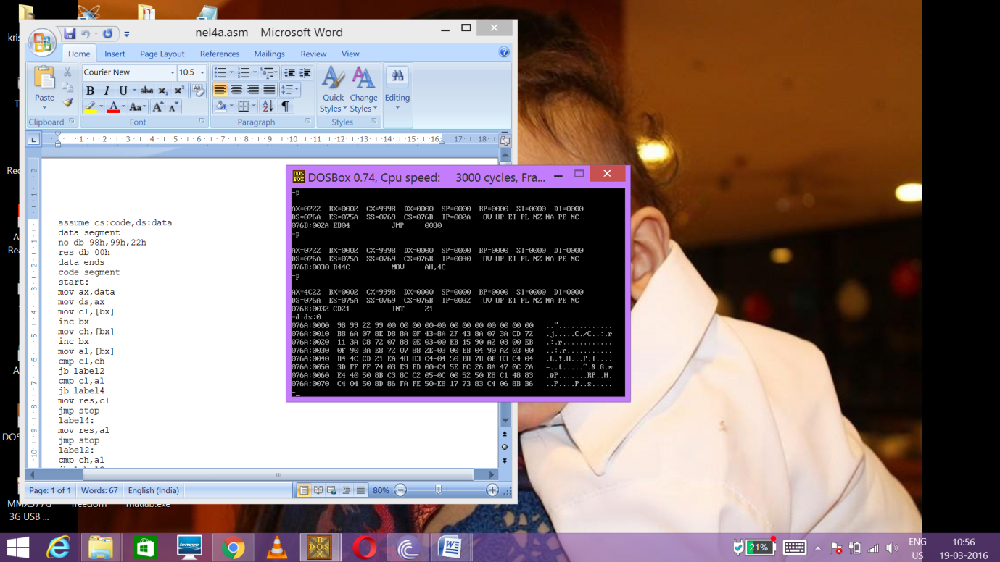 kris
nel4a.asm - Microsoft Word
Home Insert Page Layout References Mailings Review View
Courier New 10.5
Paste
B I U abc x₂ x² Aa A A
Quick Styles Change Styles Editing
Clipboard Font Paragraph Styles
1 2 3 4 5 6 7 8 9 10 11 12 13 14 15 16 17 18
assume cs:code,ds:data
data segment
no db 98h,99h,22h
res db 00h
data ends
code segment
start:
mov ax,data
mov ds,ax
mov cl,[bx]
inc bx
mov ch,[bx]
inc bx
mov al,[bx]
cmp cl,ch
jb label2
cmp cl,al
jb label4
mov res,cl
jmp stop
label4:
mov res,al
jmp stop
label2:
cmp ch,al
Page: 1 of 1 Words: 67 English (India) 80%
DOSBox 0.74, Cpu speed: 3000 cycles, Fra...
-p
AX=0722 BX=0002 CX=9998 DX=0000 SP=0000 BP=0000 SI=0000 DI=0000
DS=076A ES=075A SS=0769 CS=076B IP=002A OV UP EI PL NZ NA PE NC
076B:002A EB04 JMP 0030
-p
AX=0722 BX=0002 CX=9998 DX=0000 SP=0000 BP=0000 SI=0000 DI=0000
DS=076A ES=075A SS=0769 CS=076B IP=0030 OV UP EI PL NZ NA PE NC
076B:0030 B44C MOV AH,4C
-p
AX=4C22 BX=0002 CX=9998 DX=0000 SP=0000 BP=0000 SI=0000 DI=0000
DS=076A ES=075A SS=0769 CS=076B IP=0032 OV UP EI PL NZ NA PE NC
076B:0032 CD21 INT 21
-d ds:0
076A:0000 98 99 22 99 00 00 00 00-00 00 00 00 00 00 00 00 ..".............
076A:0010 B8 6A 07 8E D8 8A 0F 43-8A 2F 43 8A 07 3A CD 72 .j.....C./C..:.r
076A:0020 11 3A C8 72 07 88 0E 03-00 EB 15 90 A2 03 00 EB .:.r............
076A:0030 0F 90 3A E8 72 07 88 2E-03 00 EB 04 90 A2 03 00 ..:.r...........
076A:0040 B4 4C CD 21 EA 48 83 C4-04 50 E8 7B 0E 83 C4 04 .L.!.H...P.{....
076A:0050 3D FF FF 74 03 E9 ED 00-C4 5E FC 26 8A 47 0C 2A =..t.....^.&.G.*
076A:0060 E4 40 50 8B C3 8C C2 05-0C 00 52 50 E8 C1 48 83 .@P.......RP..H.
076A:0070 C4 04 50 8D 86 FA FE 50-E8 17 73 83 C4 06 8B B6 ..P....P..s.....
-
3G USB ... matlab.exe
21% ENG US 10:56 19-03-2016